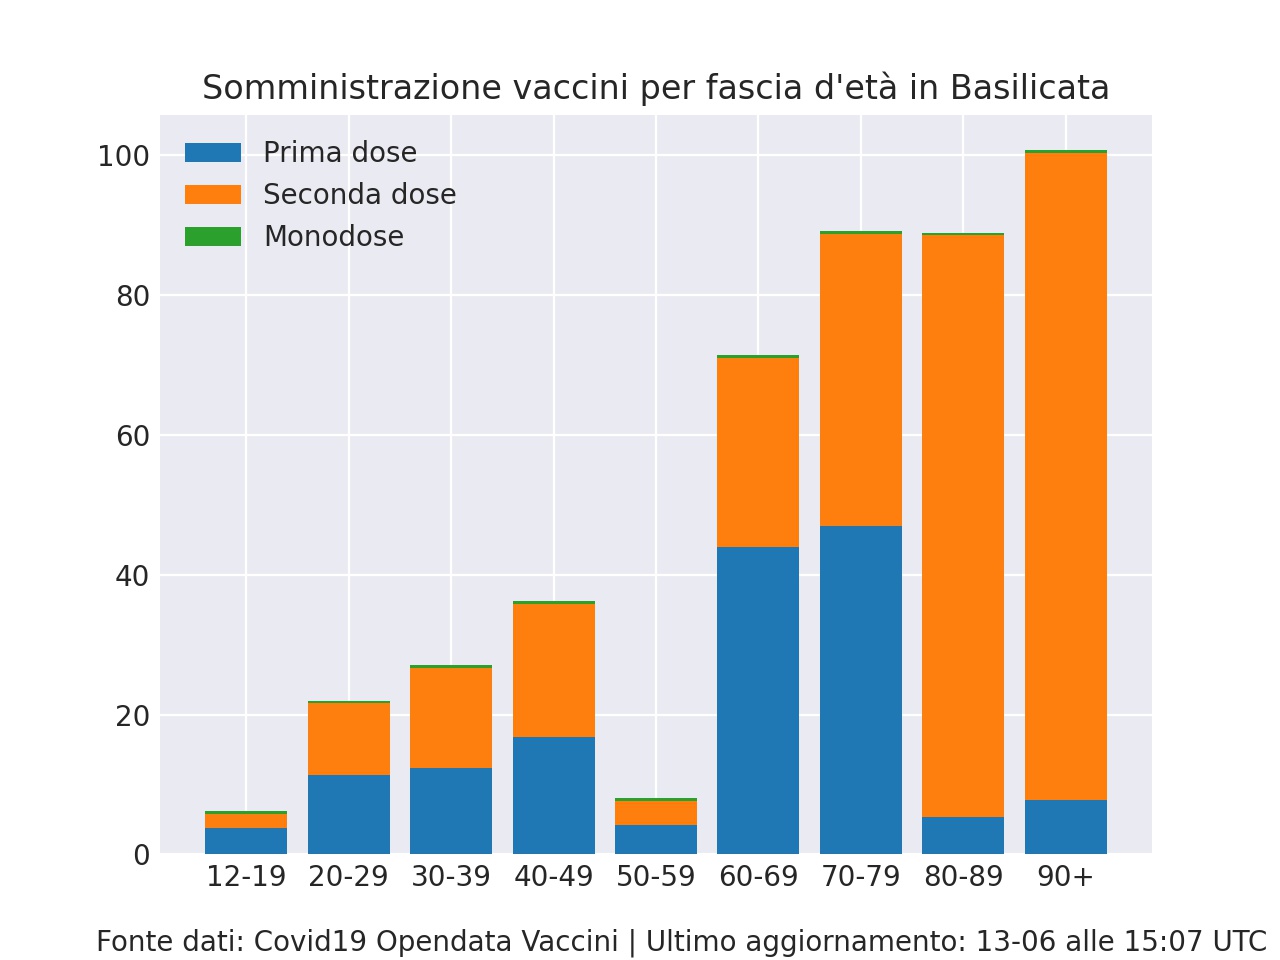 Somministrazione vaccini per fascia d'età in Basilicata
Prima dose
Seconda dose
Monodose
100
80
60
40
20
0
12-19 20-29 30-39 40-49 50-59 60-69 70-79 80-89 90+
Fonte dati: Covid19 Opendata Vaccini | Ultimo aggiornamento: 13-06 alle 15:07 UTC